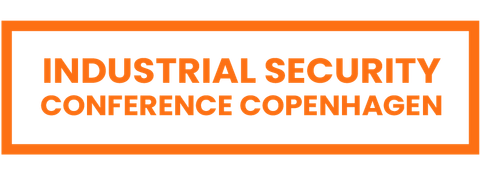 INDUSTRIAL SECURITY
CONFERENCE COPENHAGEN